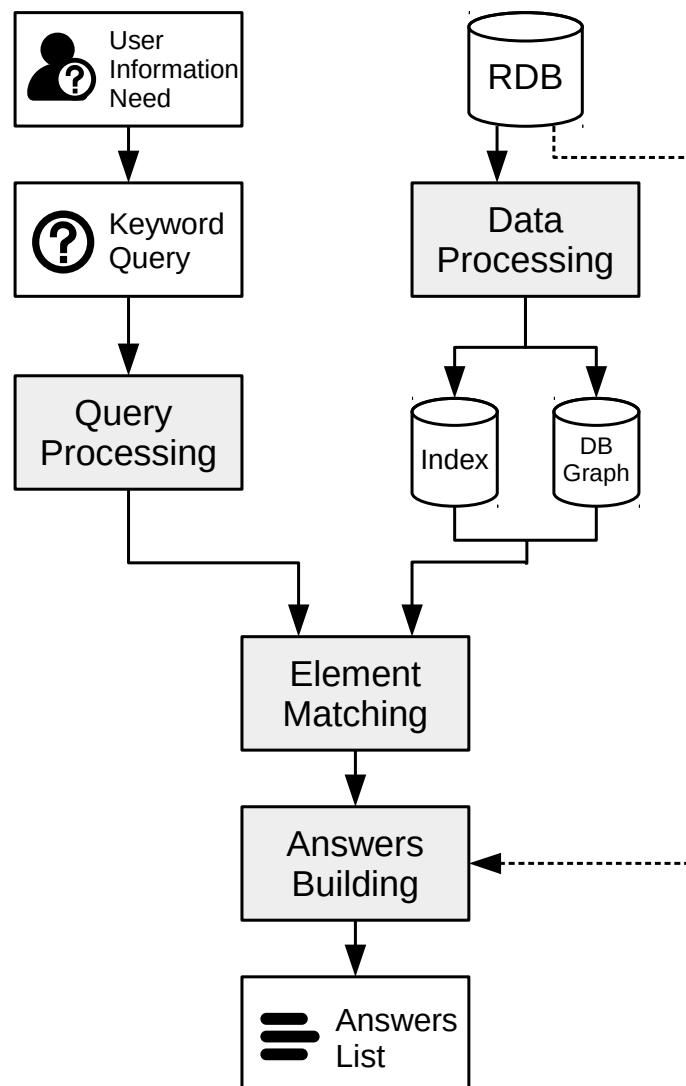 User
Information
Need
RDB
?
Keyword
Query
?
Data
Processing
Query
Processing
Index
DB
Graph
Element
Matching
Answers
Building
Answers
List